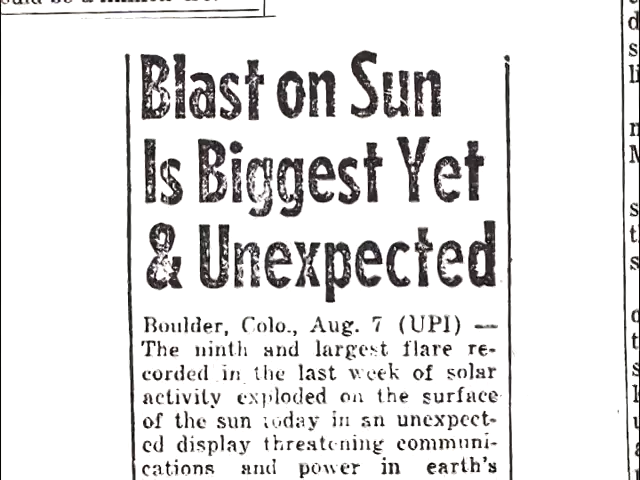 Blast on Sun
Is Biggest Yet
& Unexpected
Boulder, Colo., Aug. 7 (UPI) —
The ninth and largest flare re-
corded in the last week of solar
activity exploded on the surface
of the sun today in an unexpect-
ed display threatening communi-
cations and power in earth's